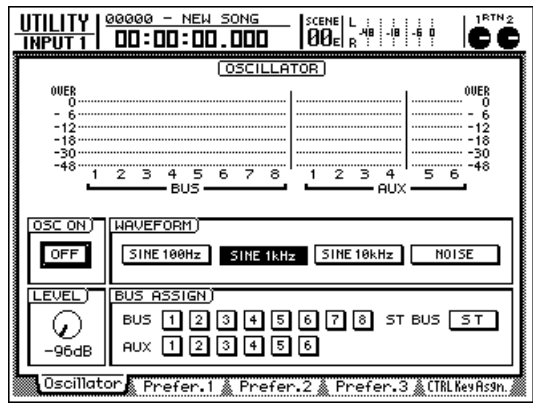 UTILITY 00000 - NEW SONG SCENE L 1RTN2
INPUT 1 00:00:00.000 00E R -48 -18 -6 0
OSCILLATOR
OVER OVER
0 0
- 6 - 6
-12 -12
-18 -18
-30 -30
-48 -48
1 2 3 4 5 6 7 8 1 2 3 4 5 6
BUS AUX
OSC ON WAVEFORM
OFF SINE 100Hz SINE 1kHz SINE 10kHz NOISE
LEVEL BUS ASSIGN
BUS 1 2 3 4 5 6 7 8 ST BUS ST
-96dB AUX 1 2 3 4 5 6
Oscillator Prefer.1 Prefer.2 Prefer.3 CTRL KeyAsgn.